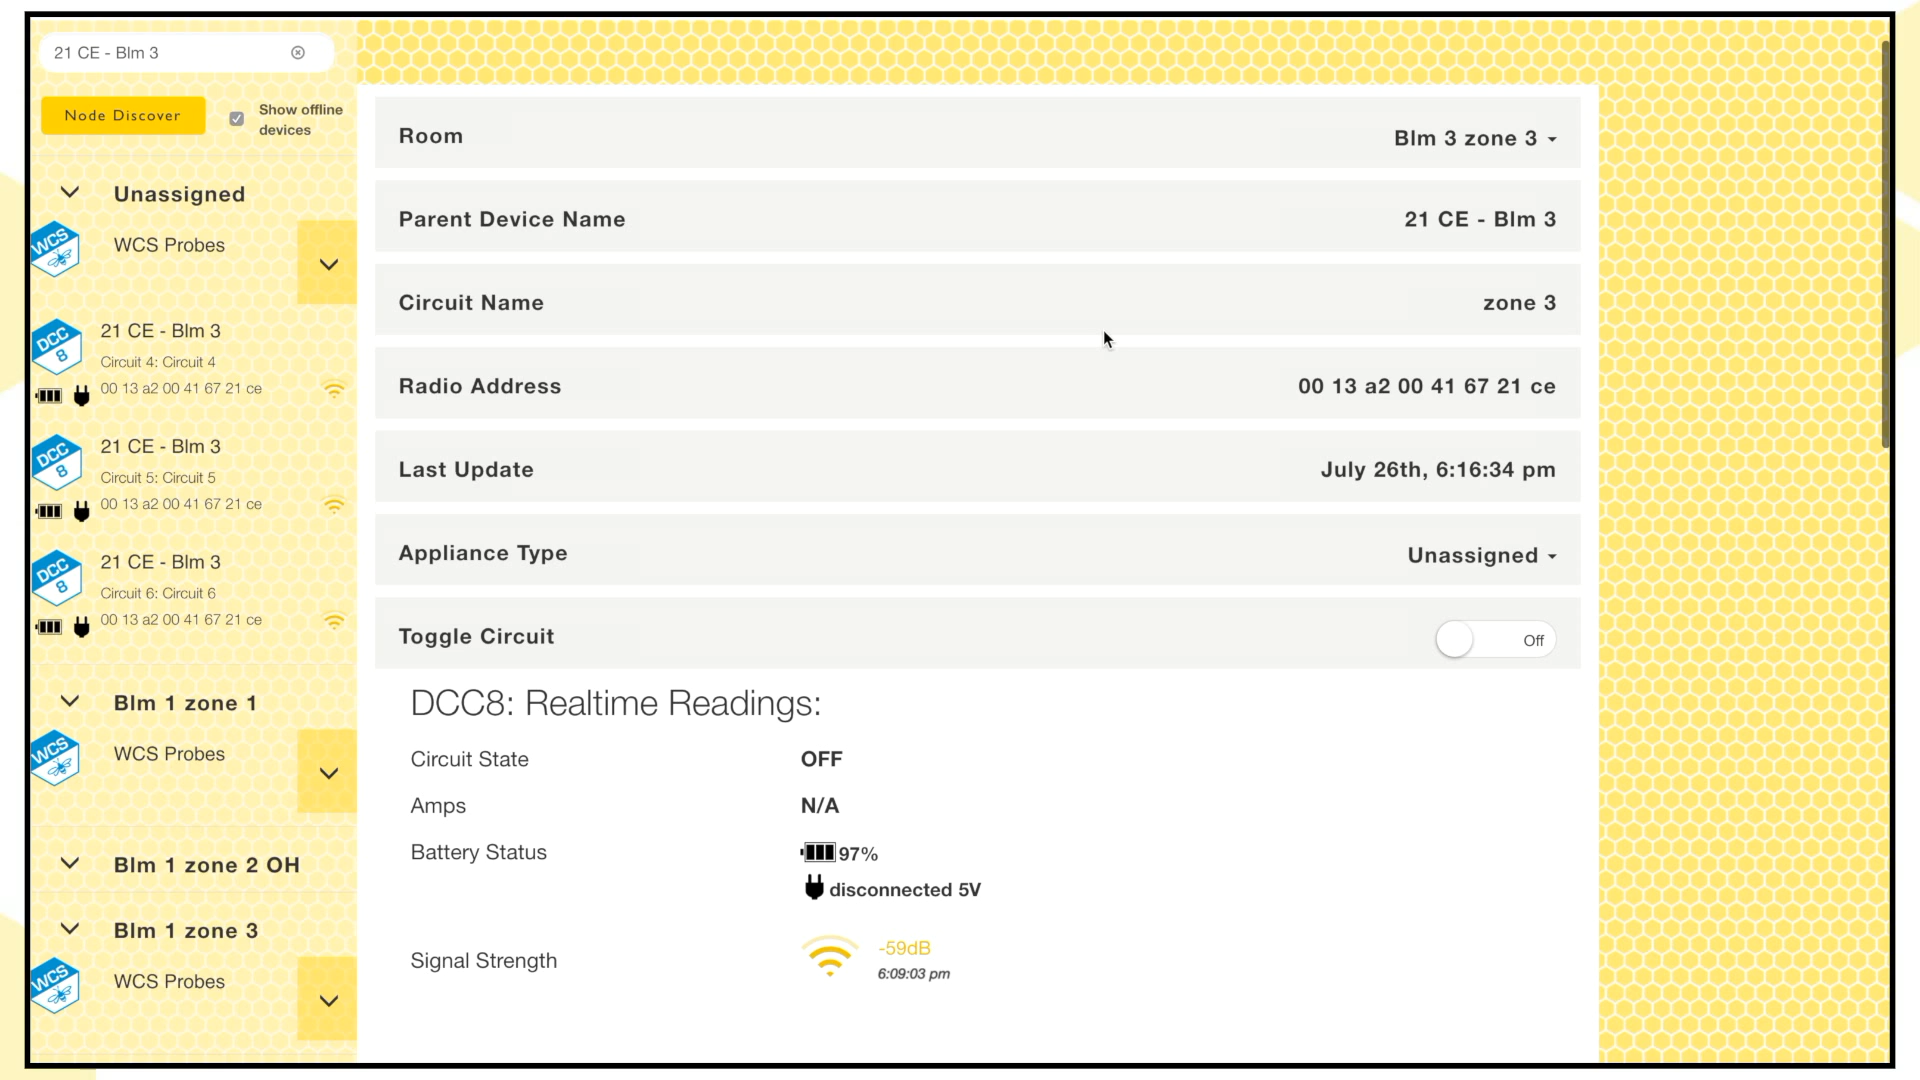 21 CE - Blm 3
Node Discover
Show offline
devices
Unassigned
WCS
WCS Probes
DCC
8
21 CE - Blm 3
Circuit 4: Circuit 4
00 13 a2 00 41 67 21 ce
DCC
8
21 CE - Blm 3
Circuit 5: Circuit 5
00 13 a2 00 41 67 21 ce
DCC
8
21 CE - Blm 3
Circuit 6: Circuit 6
00 13 a2 00 41 67 21 ce
Blm 1 zone 1
WCS
WCS Probes
Blm 1 zone 2 OH
Blm 1 zone 3
WCS
WCS Probes
Room Blm 3 zone 3
Parent Device Name 21 CE - Blm 3
Circuit Name zone 3
Radio Address 00 13 a2 00 41 67 21 ce
Last Update July 26th, 6:16:34 pm
Appliance Type Unassigned
Toggle Circuit Off
DCC8: Realtime Readings:
Circuit State OFF
Amps N/A
Battery Status 97%
disconnected 5V
Signal Strength -59dB
6:09:03 pm